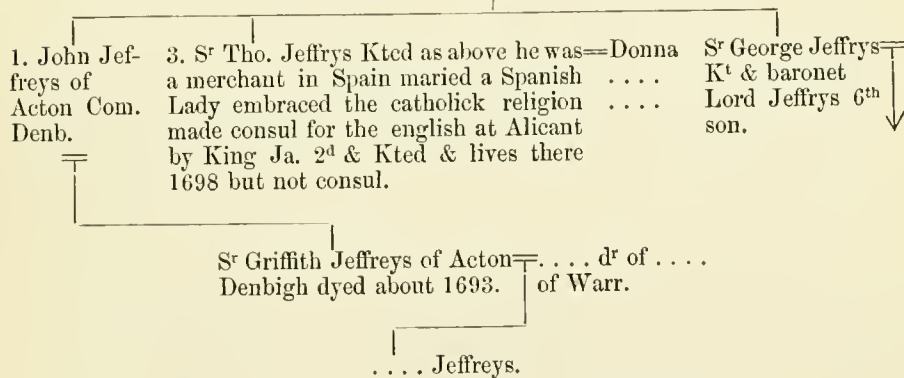 1. John Jef-
freys of
Acton Com.
Denb.
3. Sr Tho. Jeffrys Kted as above he was=Donna
a merchant in Spain maried a Spanish . . . .
Lady embraced the catholick religion . . . .
made consul for the english at Alicant
by King Ja. 2d & Kted & lives there
1698 but not consul.
Sr George Jeffrys
Kt & baronet
Lord Jeffrys 6th
son.
Sr Griffith Jeffreys of Acton=. . . . dr of . . . .
Denbigh dyed about 1693. of Warr.
. . . . Jeffreys.